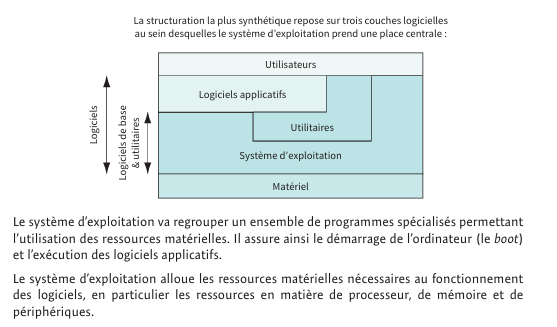 La structuration la plus synthétique repose sur trois couches logicielles
au sein desquelles le système d'exploitation prend une place centrale :
Utilisateurs
Logiciels applicatifs
Utilitaires
Système d'exploitation
Matériel
Logiciels
Logiciels de base
& utilitaires
Le système d'exploitation va regrouper un ensemble de programmes spécialisés permettant
l'utilisation des ressources matérielles. Il assure ainsi le démarrage de l'ordinateur (le boot)
et l'exécution des logiciels applicatifs.
Le système d'exploitation alloue les ressources matérielles nécessaires au fonctionnement
des logiciels, en particulier les ressources en matière de processeur, de mémoire et de
périphériques.